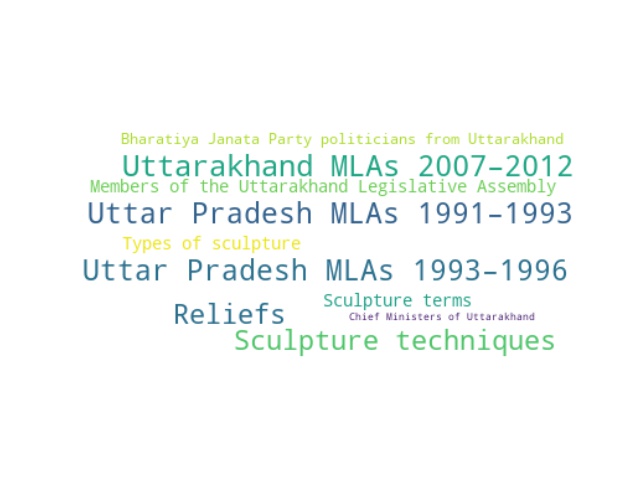 Bharatiya Janata Party politicians from Uttarakhand
Uttarakhand MLAs 2007–2012
Members of the Uttarakhand Legislative Assembly
Uttar Pradesh MLAs 1991–1993
Types of sculpture
Uttar Pradesh MLAs 1993–1996
Sculpture terms
Reliefs
Chief Ministers of Uttarakhand
Sculpture techniques